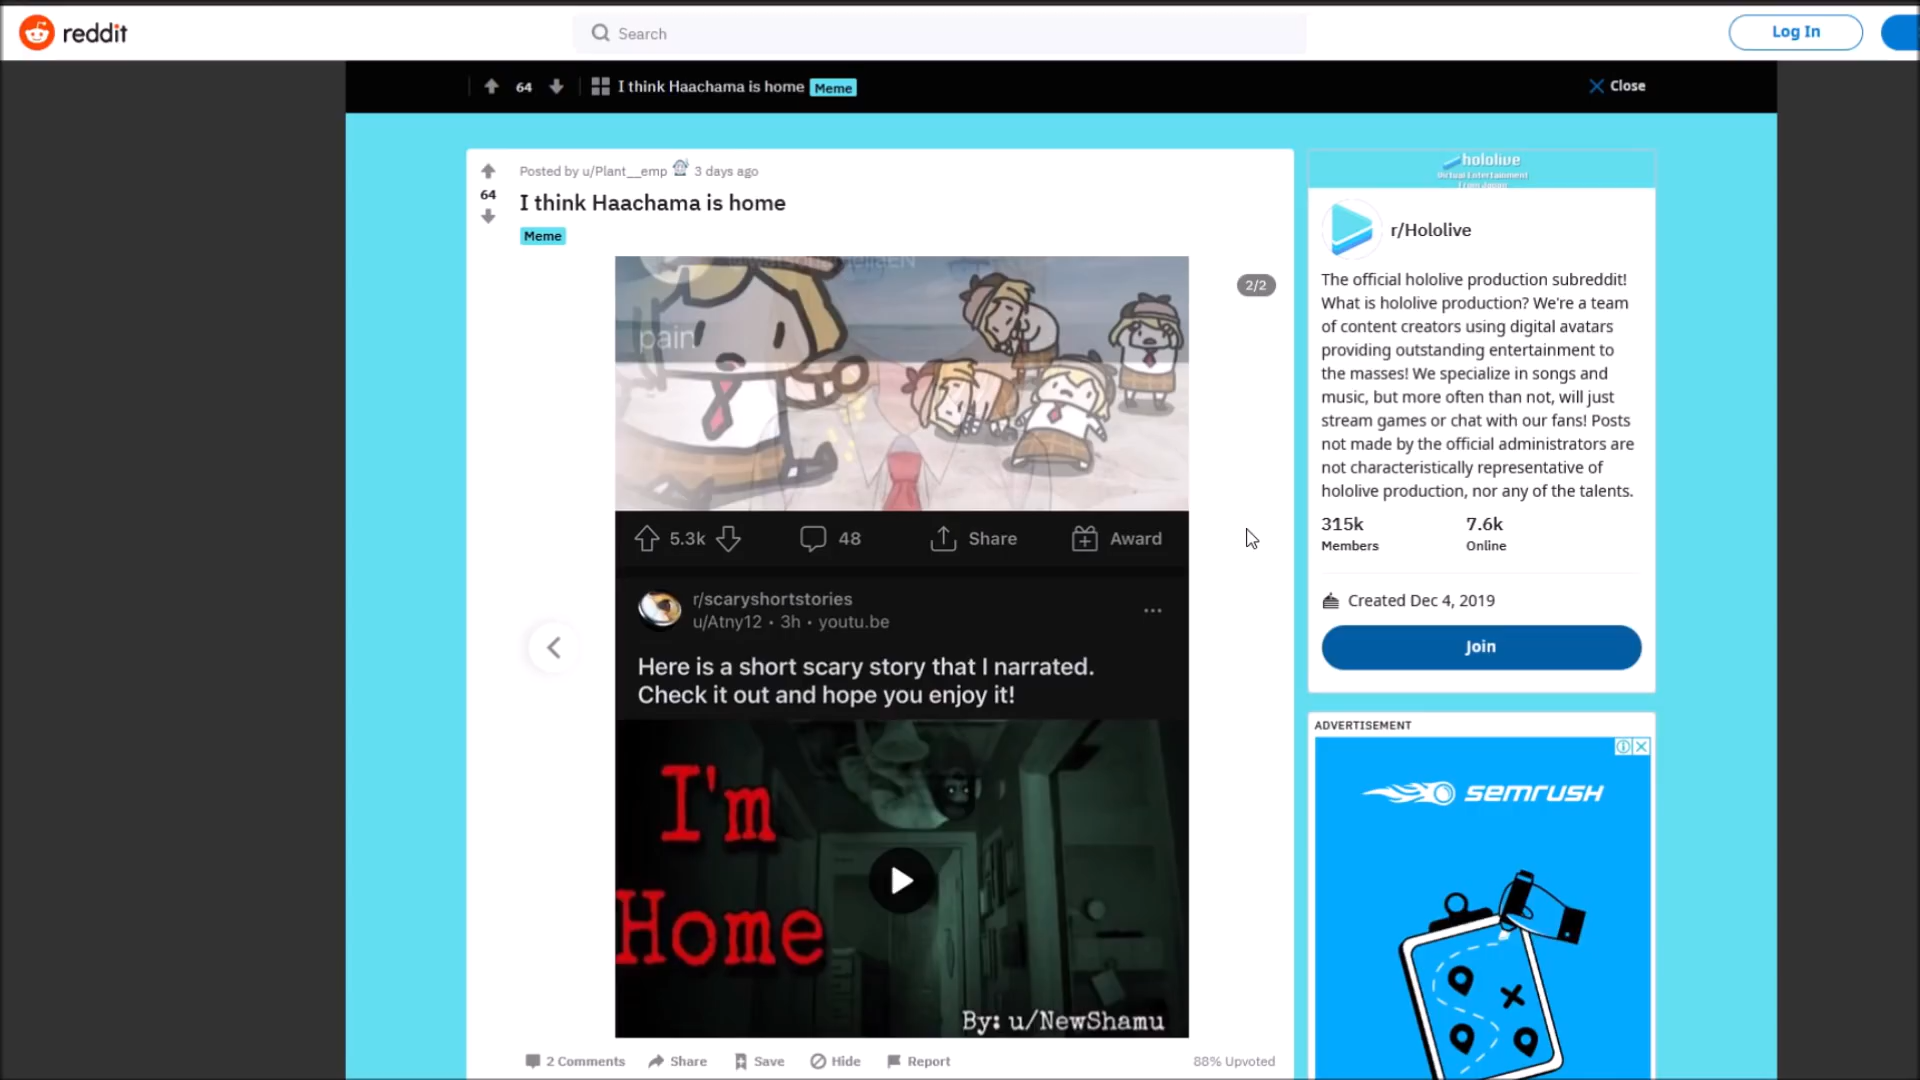 reddit
Search
Log In
64
I think Haachama is home
Meme
Close
Posted by u/Plant__emp 3 days ago
64
I think Haachama is home
Meme
2/2
pain
5.3k
48
Share
Award
r/scaryshortstories
u/Atny12 • 3h • youtu.be
Here is a short scary story that I narrated.
Check it out and hope you enjoy it!
I'm
Home
By: u/NewShamu
2 Comments
Share
Save
Hide
Report
88% Upvoted
hololive
Virtual Entertainment
From Japan
r/Hololive
The official hololive production subreddit!
What is hololive production? We're a team
of content creators using digital avatars
providing outstanding entertainment to
the masses! We specialize in songs and
music, but more often than not, will just
stream games or chat with our fans! Posts
not made by the official administrators are
not characteristically representative of
hololive production, nor any of the talents.
315k
Members
7.6k
Online
Created Dec 4, 2019
Join
ADVERTISEMENT
SEMRUSH